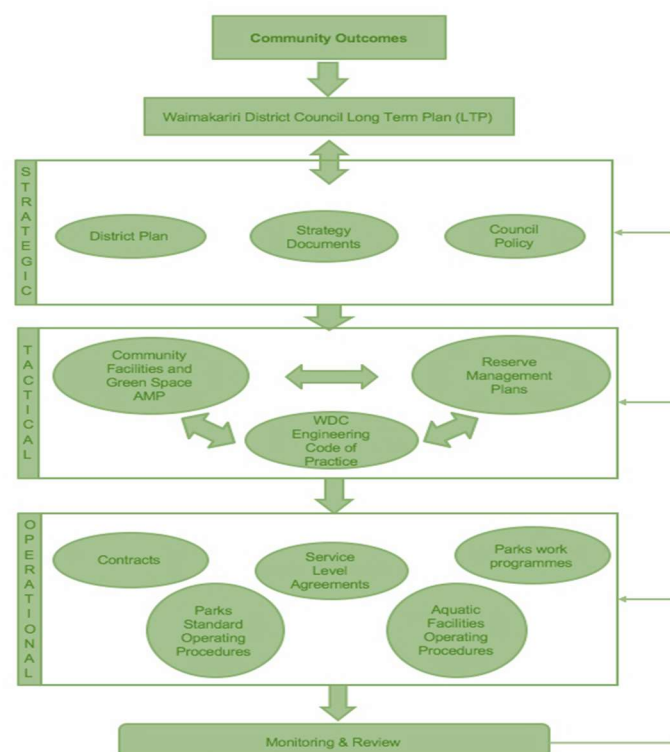 Community Outcomes
Waimakariri District Council Long Term Plan (LTP)
STRATEGIC
District Plan
Strategy
Documents
Council
Policy
TACTICAL
Community
Facilities and
Green Space
AMP
Reserve
Management
Plans
WDC
Engineering
Code of
Practice
OPERATIONAL
Contracts
Service
Level
Agreements
Parks work
programmes
Parks
Standard
Operating
Procedures
Aquatic
Facilities
Operating
Procedures
Monitoring & Review